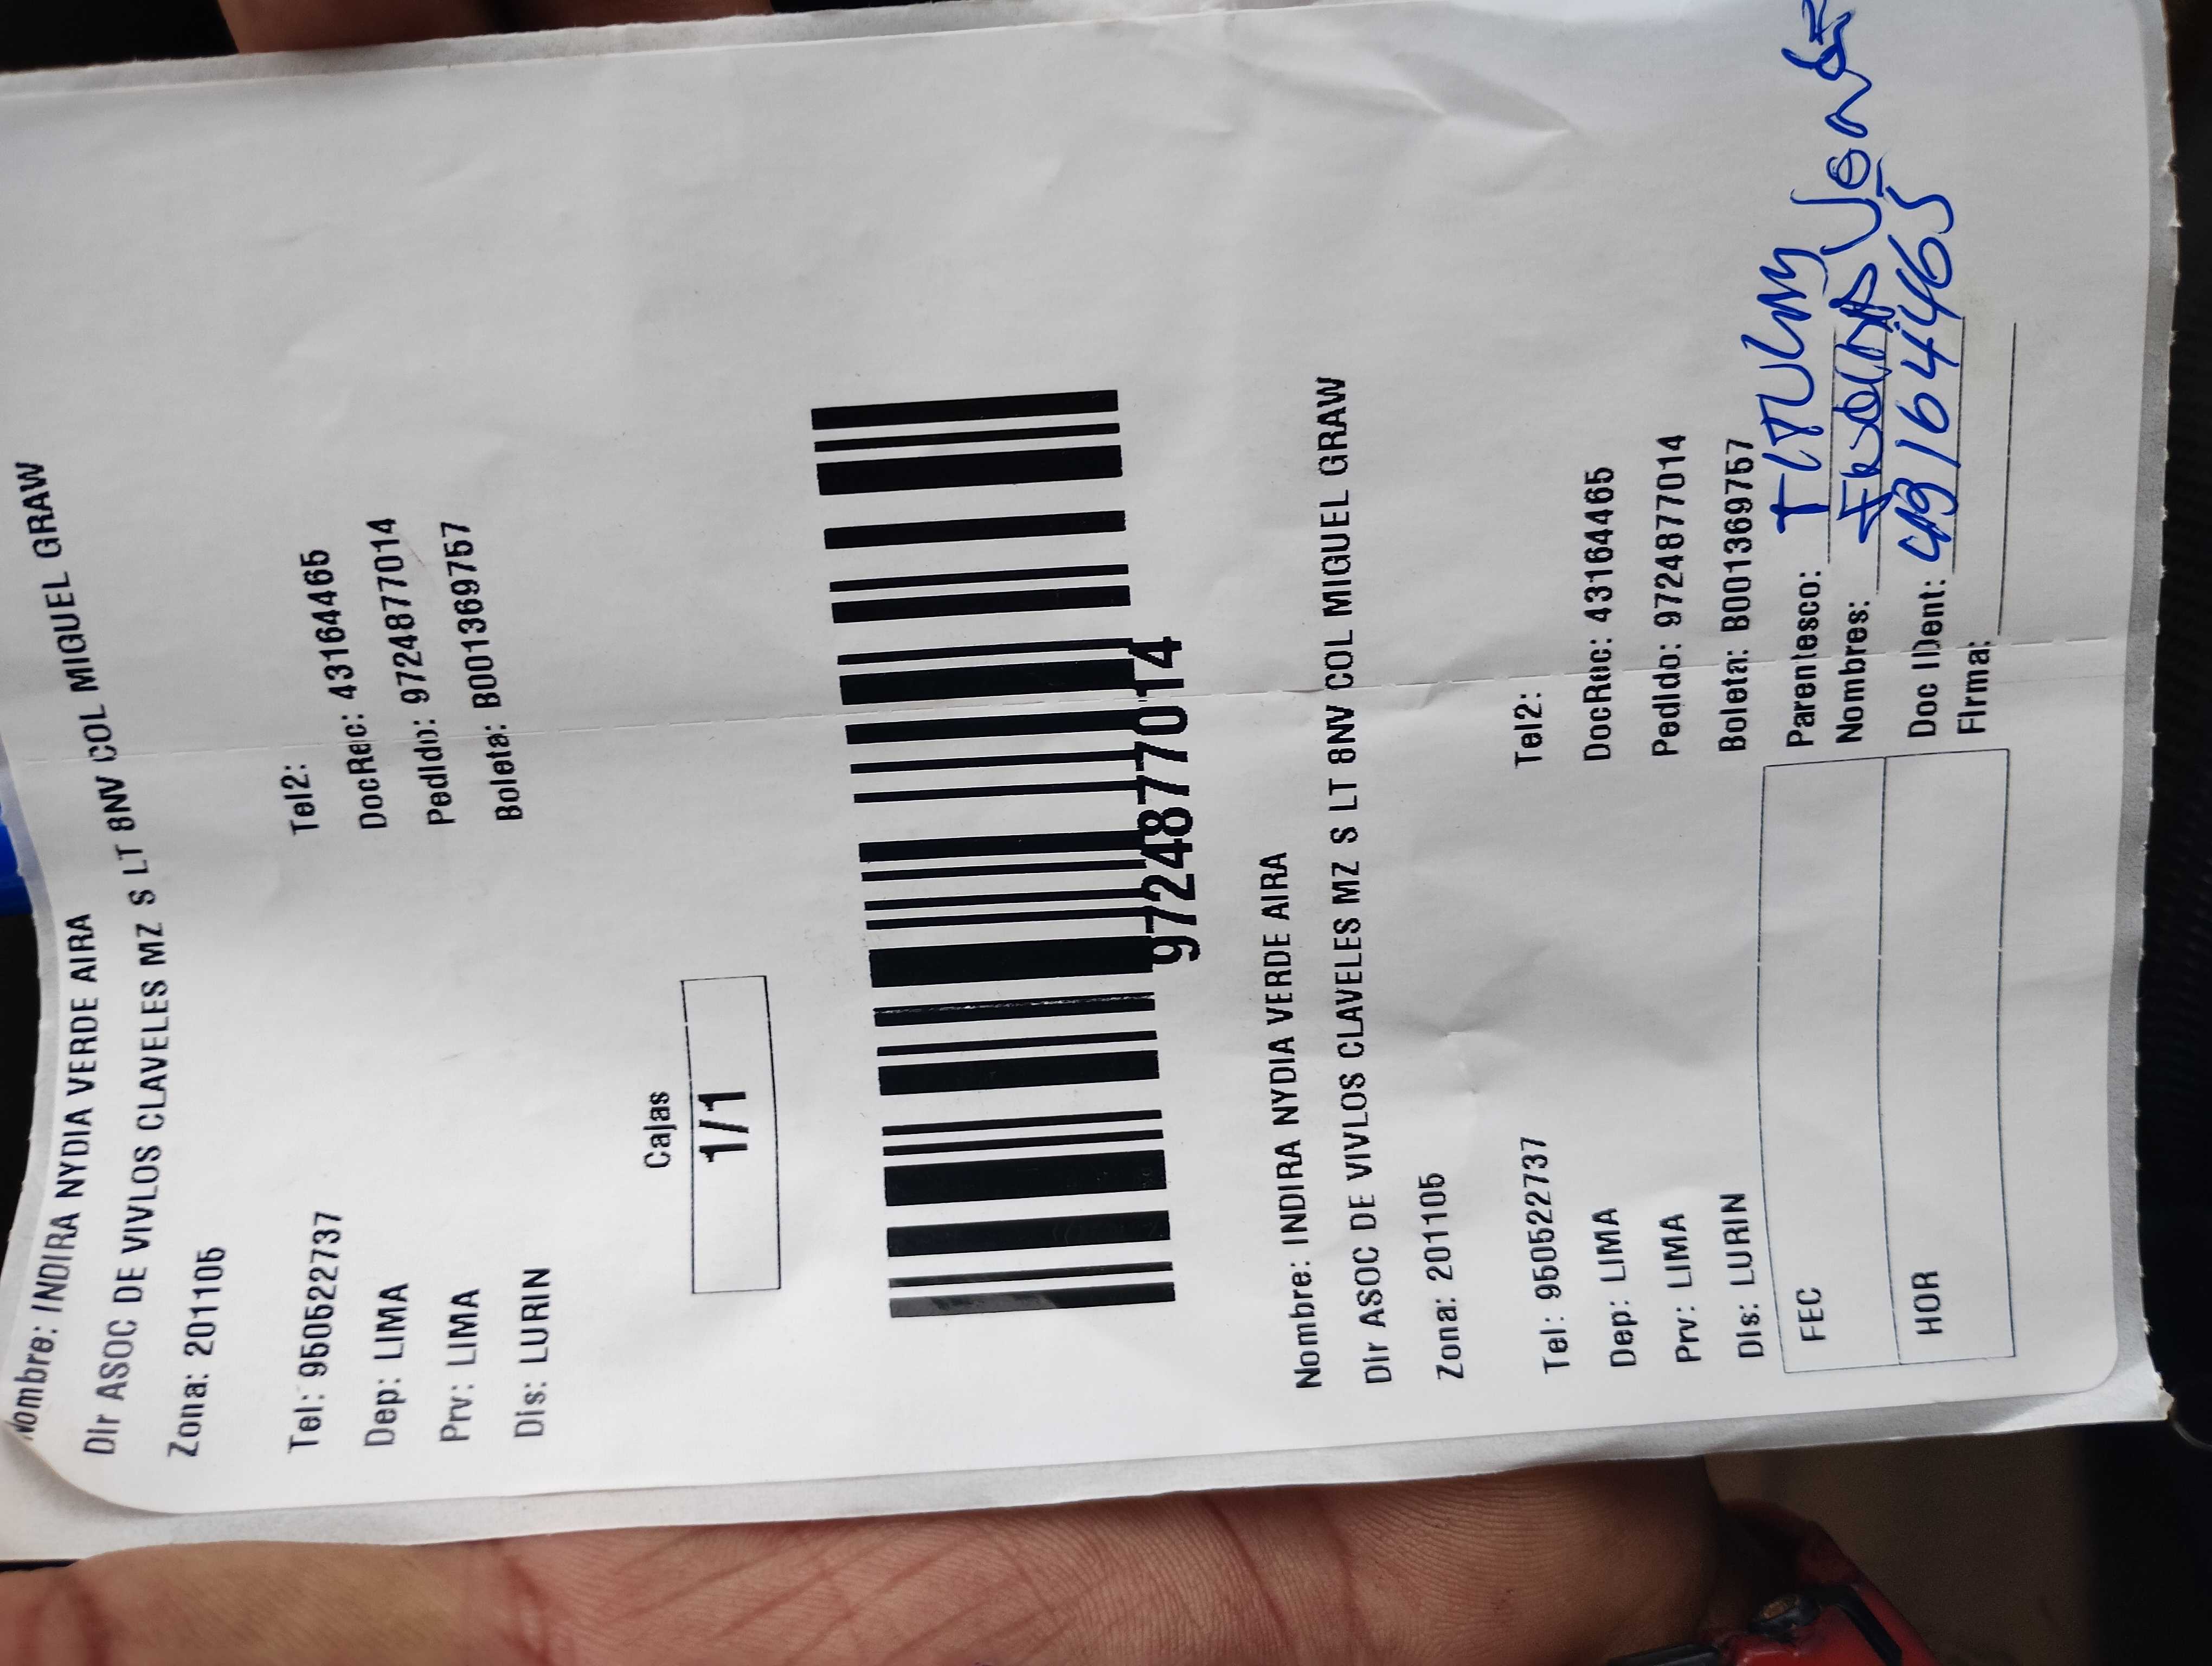 Nombre: INDIRA NYDIA VERDE AIRA
Dir ASOC DE VIVLOS CLAVELES MZ S LT 8NV COL MIGUEL GRAW
Zona: 201105
Tel: 950522737
Tel2:
Dep: LIMA
DocRec: 43164465
Prv: LIMA
Pedido: 9724877014
Dis: LURIN
Boleta: B001369757
Cajas
1/1
9724877014
Nombre: INDIRA NYDIA VERDE AIRA
Dir ASOC DE VIVLOS CLAVELES MZ S LT 8NV COL MIGUEL GRAW
Zona: 201105
Tel: 950522737
Tel2:
Dep: LIMA
DocRec: 43164465
Prv: LIMA
Pedido: 9724877014
Dis: LURIN
Boleta: B001369757
FEC
Parentesco:
Nombres:
HOR
Doc IDent: 43164465
Firma: